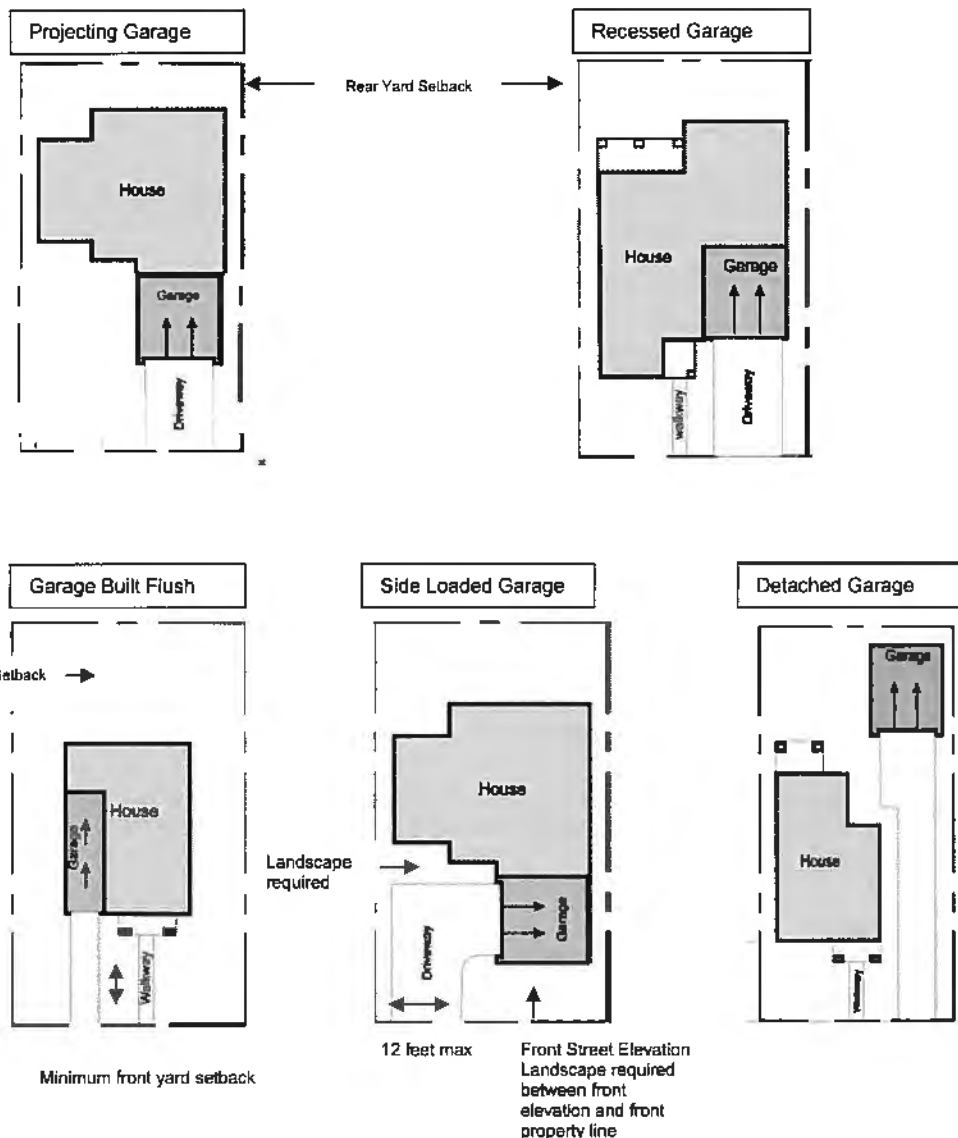 Projecting Garage
Recessed Garage
Rear Yard Setback
House
Garage
Driveway
House
Garage
walkway
Driveway
Garage Built Flush
Side Loaded Garage
Detached Garage
etback
House
Garage
Walkway
Minimum front yard setback
Landscape
required
House
Garage
Driveway
12 feet max
Front Street Elevation
Landscape required
between front
elevation and front
property line
Garage
House
walkway